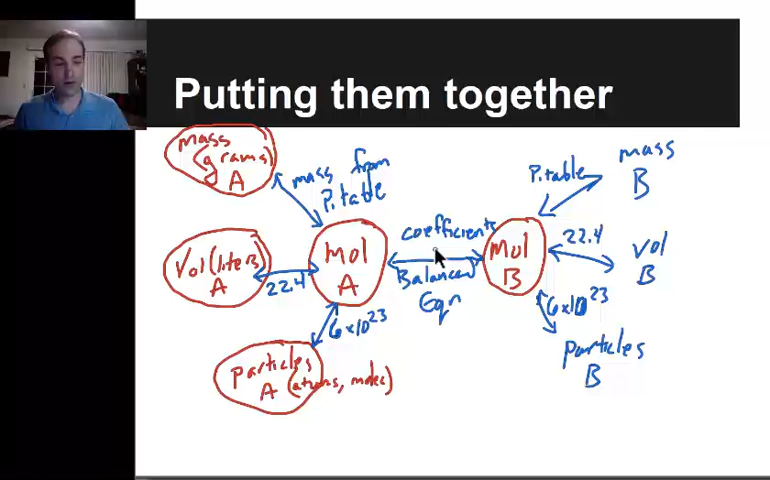 Putting them together
mass
(grams)
A
mass from
P.table
Vol (liters)
A
22.4
Mol
A
6x10 23
particles
A (atoms, molec)
coefficients
Balanced
Eqn
Mol
B
P.table
mass
B
22.4
Vol
B
6x10 23
particles
B